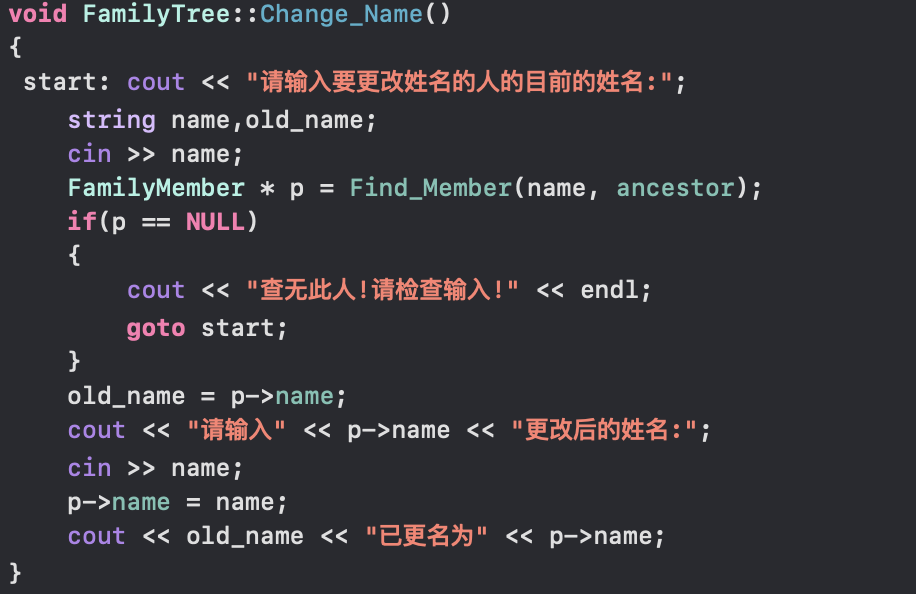 void FamilyTree::Change_Name()
{
 start: cout << "请输入要更改姓名的人的目前的姓名:";
    string name,old_name;
    cin >> name;
    FamilyMember * p = Find_Member(name, ancestor);
    if(p == NULL)
    {
        cout << "查无此人!请检查输入!" << endl;
        goto start;
    }
    old_name = p->name;
    cout << "请输入" << p->name << "更改后的姓名:";
    cin >> name;
    p->name = name;
    cout << old_name << "已更名为" << p->name;
}